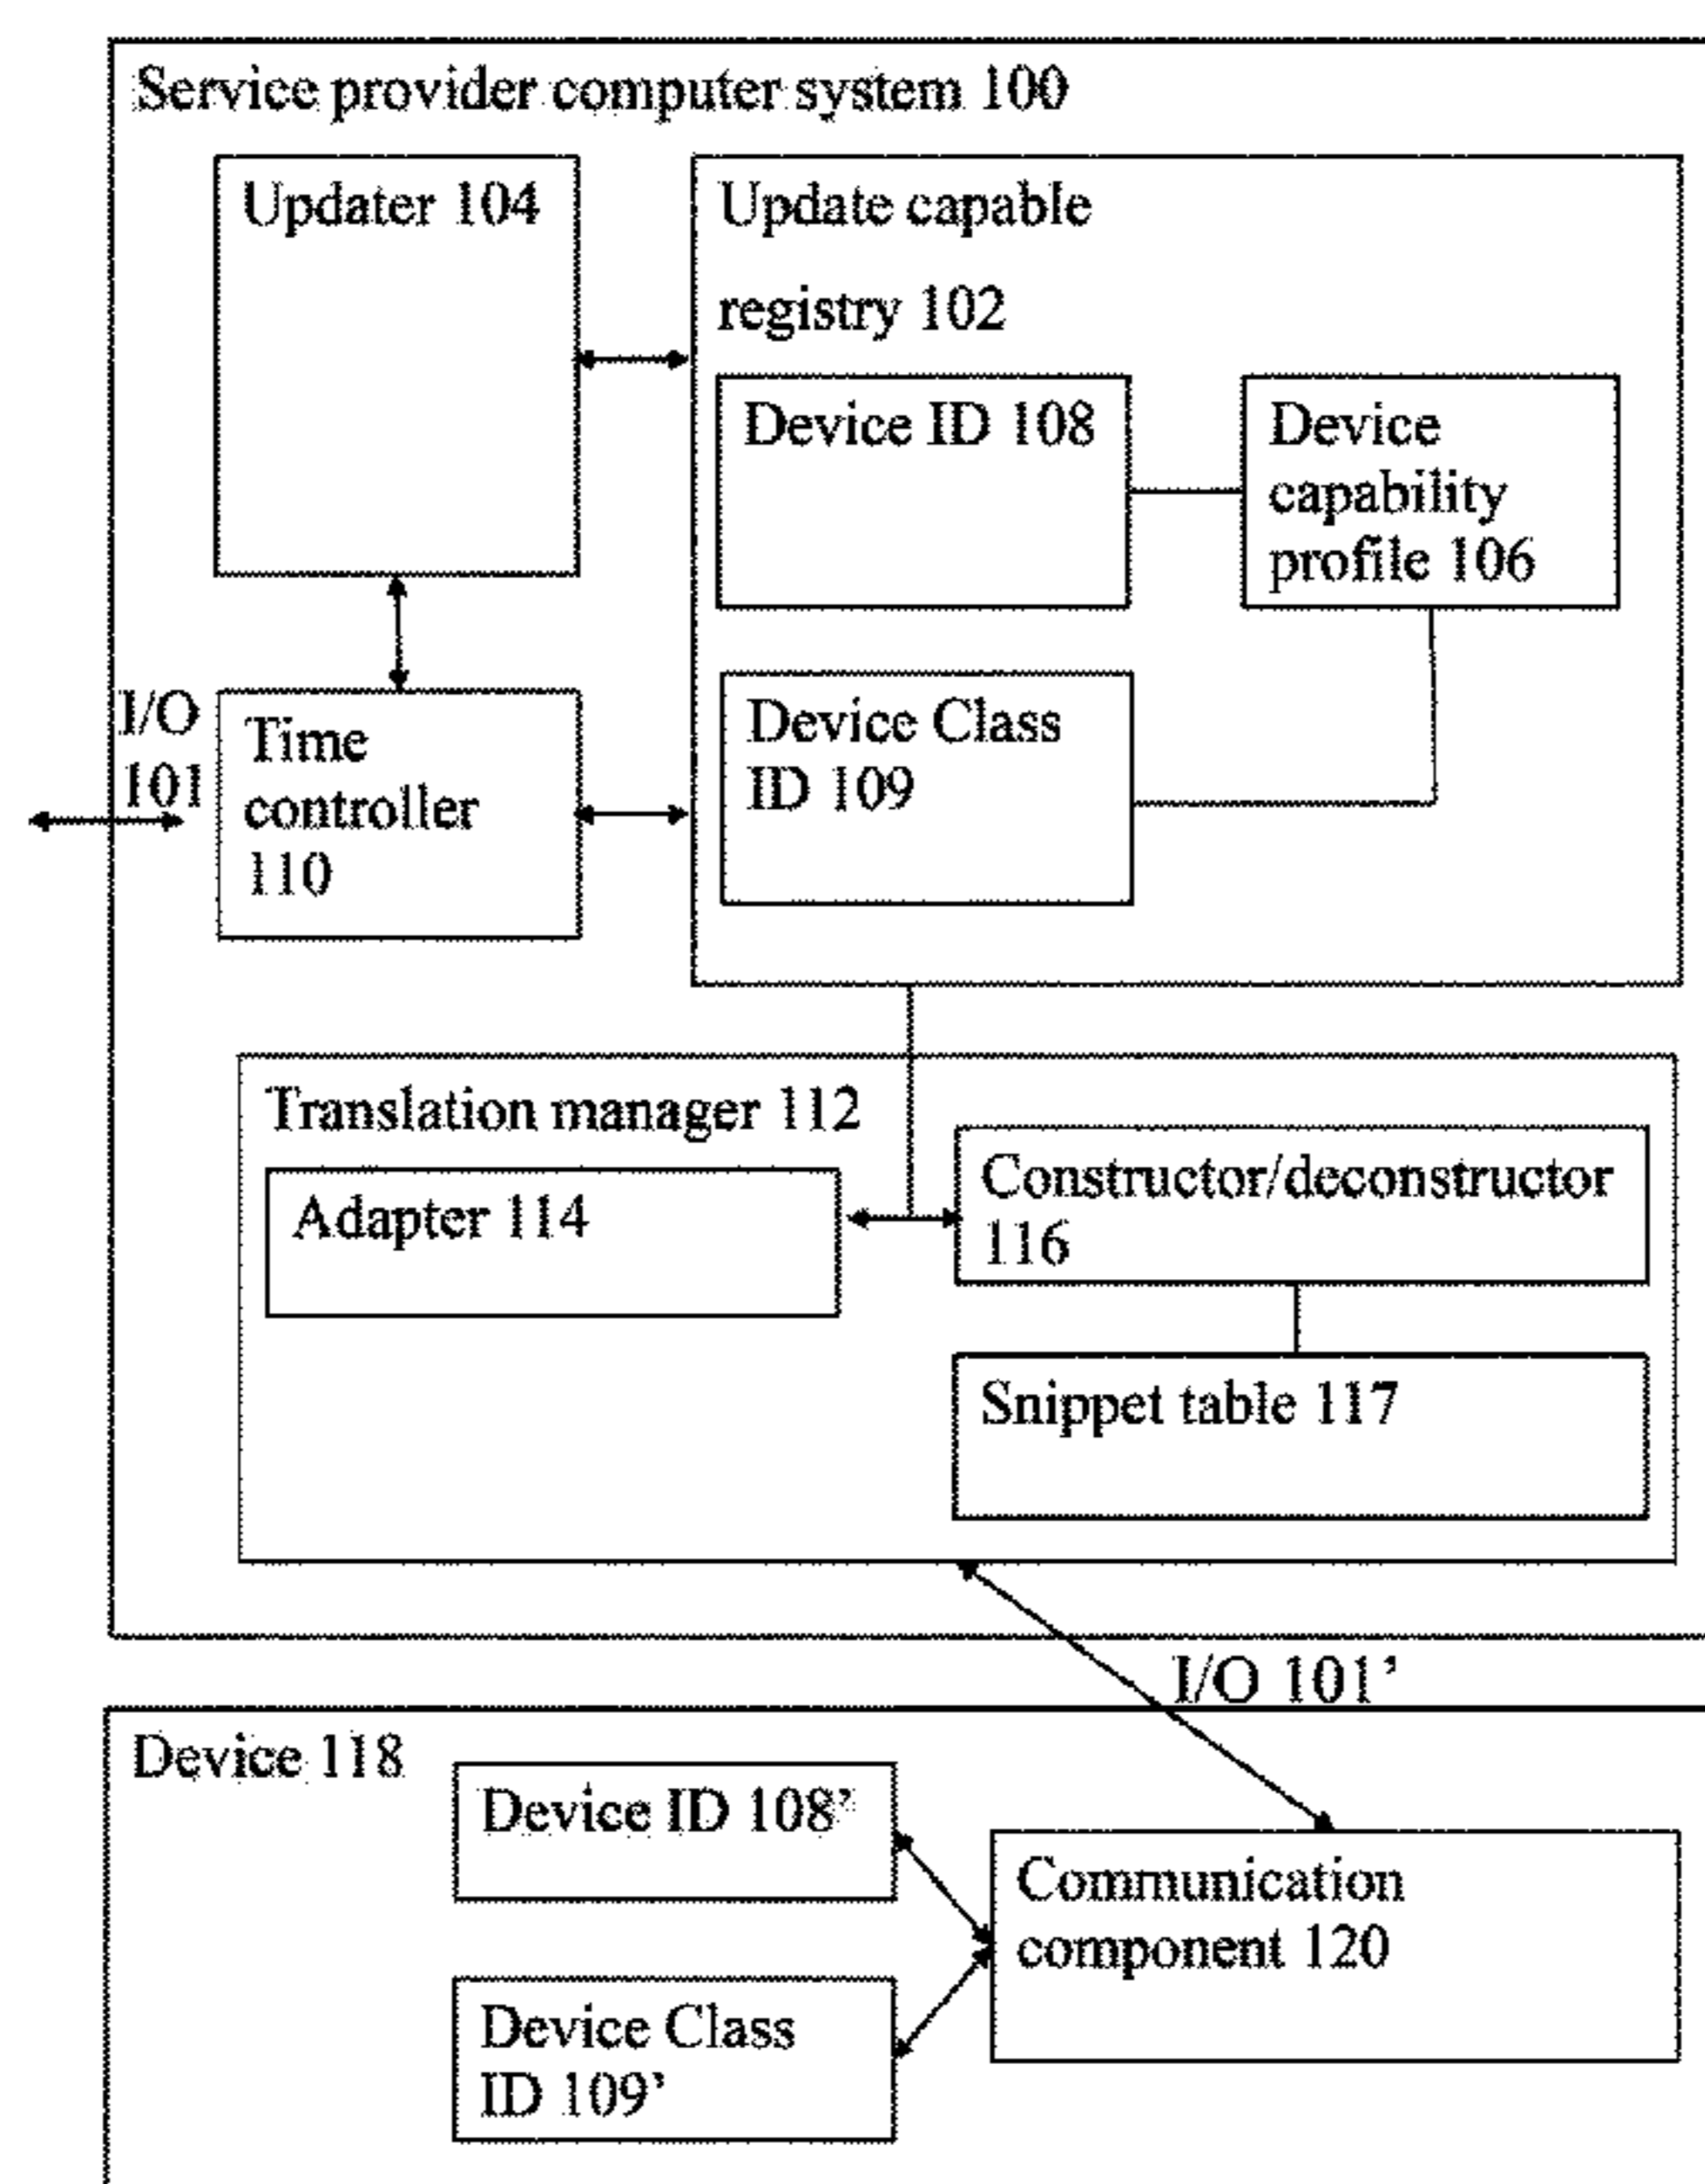 Service provider computer system 100
Updater 104
Update capable
registry 102
Device ID 108
Device
capability
profile 106
I/O
101
Time
controller
110
Device Class
ID 109
Translation manager 112
Adapter 114
Constructor/deconstructor
116
Snippet table 117
I/O 101’
Device 118
Device ID 108’
Communication
component 120
Device Class
ID 109’